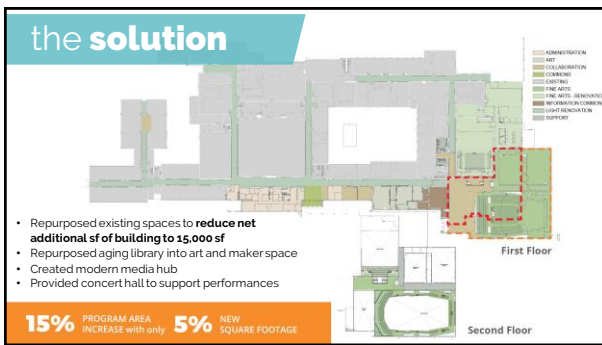 the solution
ADMINISTRATION
ART
COLLABORATION
COMMONS
EXISTING
FINE ARTS
FINE ARTS - RENOVATIO
INFORMATION COMMONS
LIGHT RENOVATION
SUPPORT
• Repurposed existing spaces to reduce net
additional sf of building to 15,000 sf
• Repurposed aging library into art and maker space
• Created modern media hub
• Provided concert hall to support performances
First Floor
15% PROGRAM AREA
INCREASE with only
5% NEW
SQUARE FOOTAGE
Second Floor